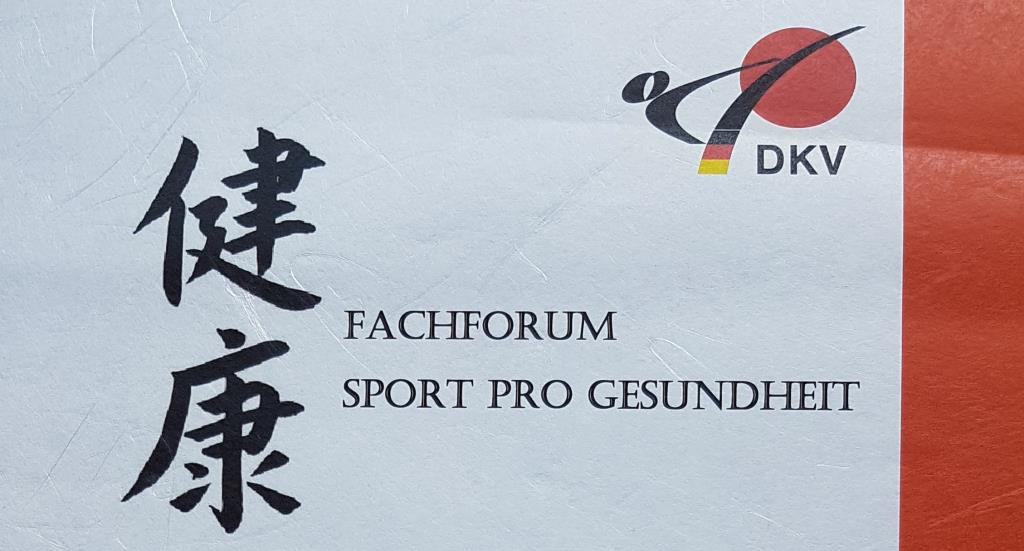 DKV
健康
FACHFORUM
SPORT PRO GESUNDHEIT